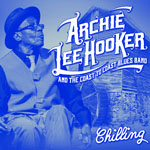 ARCHIE
LEE HOOKER
AND THE COAST TO COAST BLUES BAND
Chilling